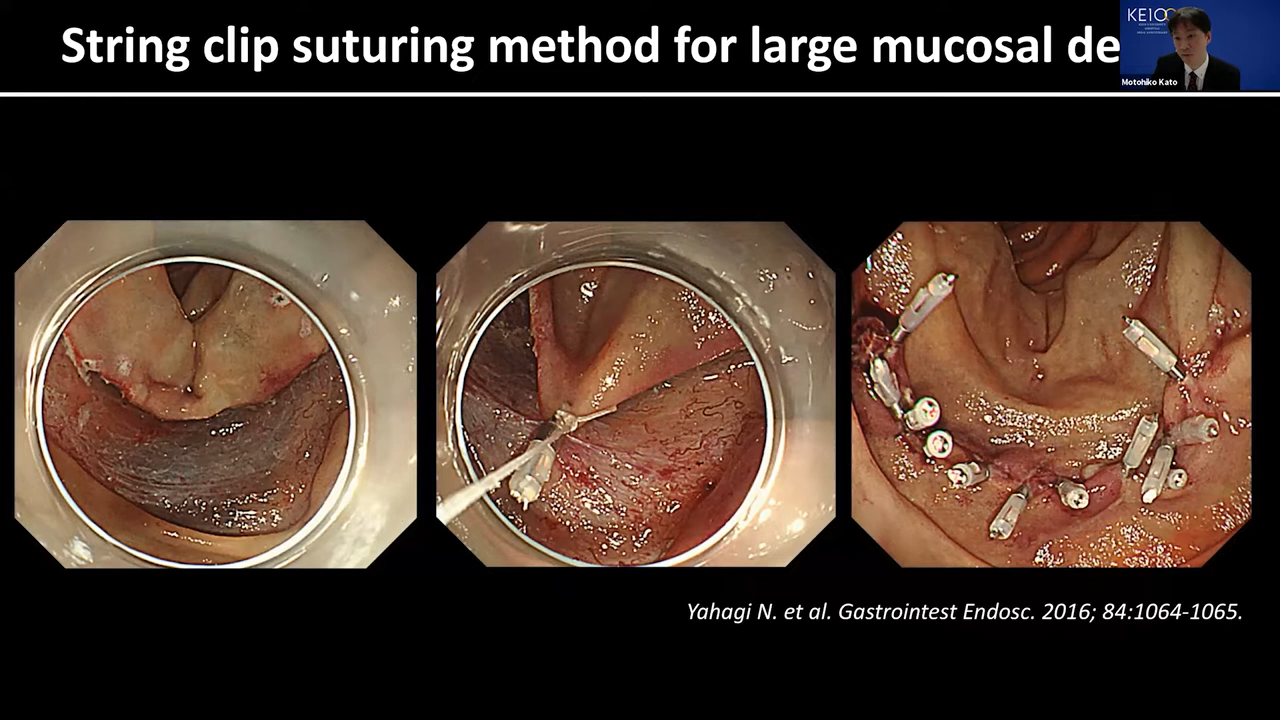 String clip suturing method for large mucosal de
KEIO
Motohiko Kato
Yahagi N. et al. Gastrointest Endosc. 2016; 84:1064-1065.